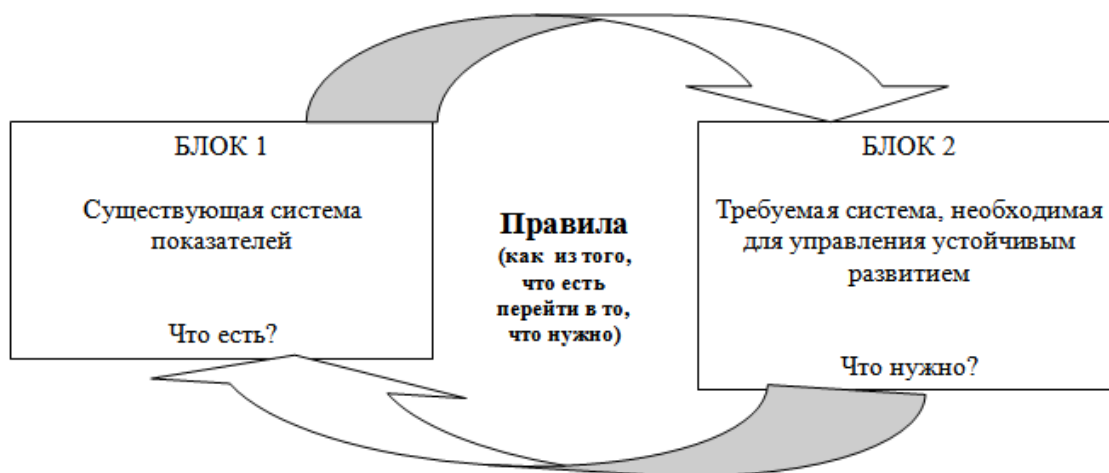 БЛОК 1
Существующая система
показателей
Что есть?
Правила
(как из того,
что есть
перейти в то,
что нужно)
БЛОК 2
Требуемая система, необходимая
для управления устойчивым
развитием
Что нужно?